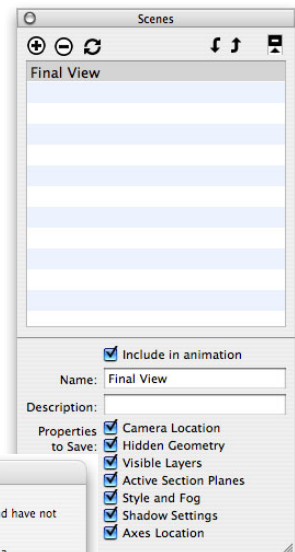 Scenes
Final View
Include in animation
Name: Final View
Description:
Properties to Save:
Camera Location
Hidden Geometry
Visible Layers
Active Section Planes
Style and Fog
Shadow Settings
Axes Location
d have not